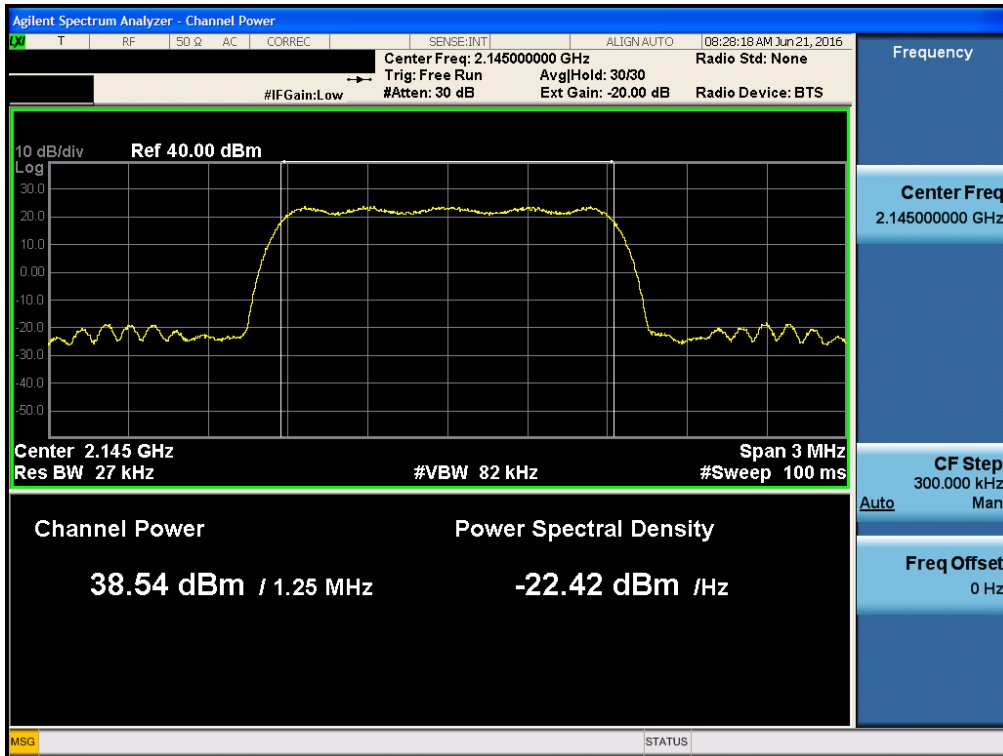 Agilent Spectrum Analyzer - Channel Power
LXI T RF 50 Ω AC CORREC SENSE:INT ALIGN AUTO 08:28:18 AM Jun 21, 2016
Center Freq: 2.145000000 GHz Radio Std: None
Trig: Free Run Avg|Hold: 30/30
#IFGain:Low #Atten: 30 dB Ext Gain: -20.00 dB Radio Device: BTS
10 dB/div Ref 40.00 dBm
Log
30.0
20.0
10.0
0.00
-10.0
-20.0
-30.0
-40.0
-50.0
Center 2.145 GHz Span 3 MHz
Res BW 27 kHz #VBW 82 kHz #Sweep 100 ms
Channel Power Power Spectral Density
38.54 dBm / 1.25 MHz -22.42 dBm /Hz
Frequency
Center Freq
2.145000000 GHz
CF Step
300.000 kHz
Auto Man
Freq Offset
0 Hz
MSG STATUS